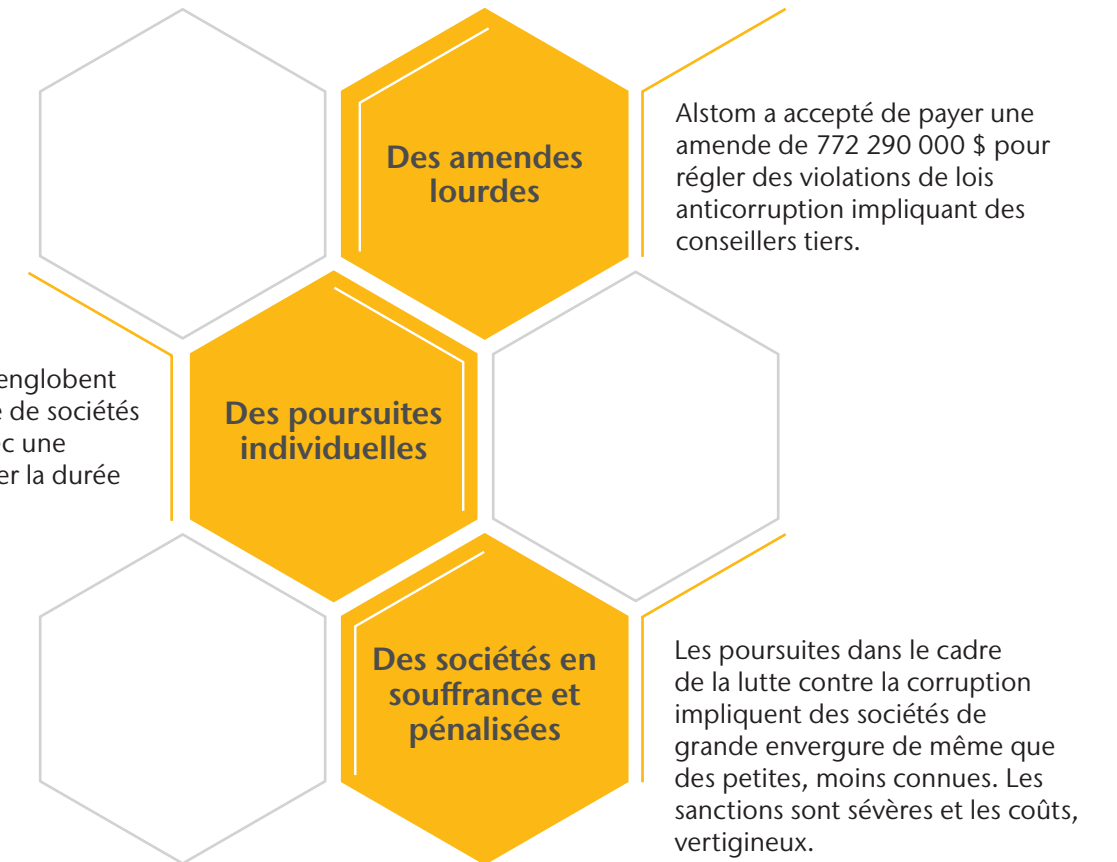 Des amendes
lourdes
Alstom a accepté de payer une
amende de 772 290 000 $ pour
régler des violations de lois
anticorruption impliquant des
conseillers tiers.
englobent
de sociétés
une
la durée
Des poursuites
individuelles
Des sociétés en
souffrance et
pénalisées
Les poursuites dans le cadre
de la lutte contre la corruption
impliquent des sociétés de
grande envergure de même que
des petites, moins connues. Les
sanctions sont sévères et les coûts,
vertigineux.